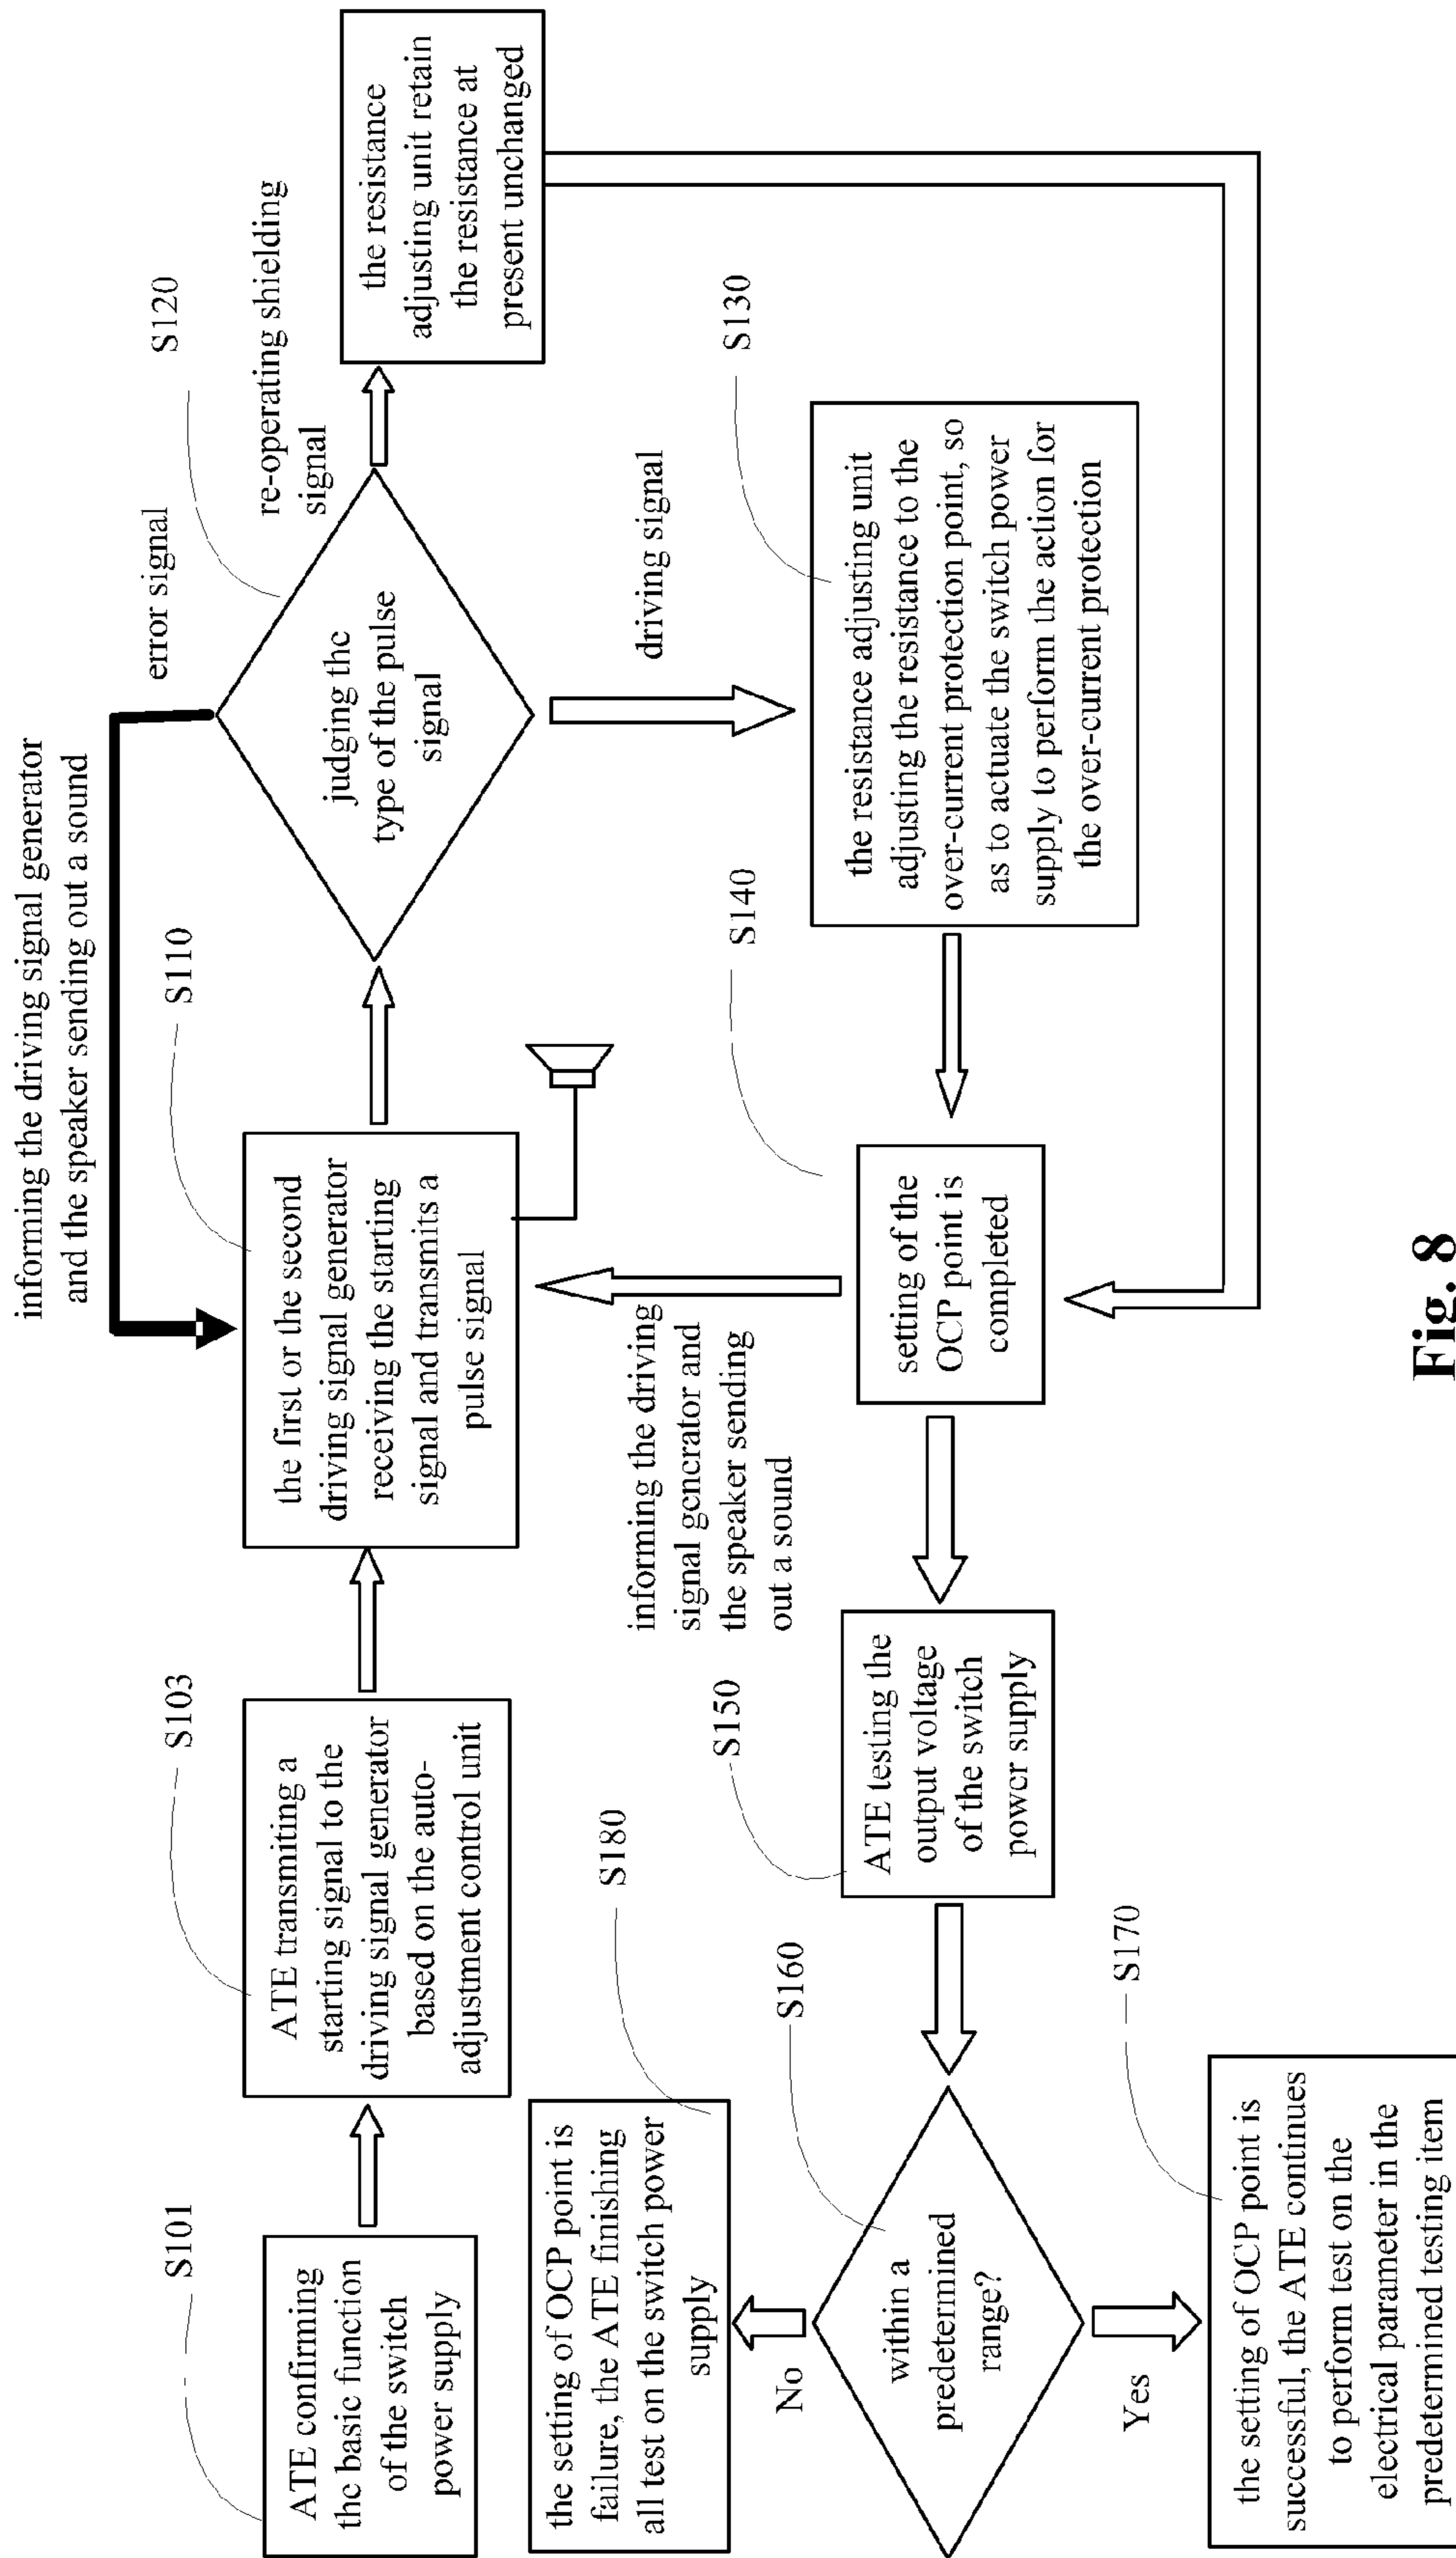 S101
ATE confirming
the basic function
of the switch
power supply
S103
ATE transmiting a
starting signal to the
driving signal generator
based on the auto-
adjustment control unit
S110
the first or the second
driving signal generator
receiving the starting
signal and transmits a
pulse signal
informing the driving signal generator
and the speaker sending out a sound
error signal
S120
judging the
type of the pulse
signal
re-operating shielding
signal
the resistance
adjusting unit retain
the resistance at
present unchanged
driving signal
S130
the resistance adjusting unit
adjusting the resistance to the
over-current protection point, so
as to actuate the switch power
supply to perform the action for
the over-current protection
S140
setting of the
OCP point is
completed
informing the driving
signal generator and
the speaker sending
out a sound
S150
ATE testing the
output voltage
of the switch
power supply
S160
within a
predetermined
range?
No
S180
the setting of OCP point is
failure, the ATE finishing
all test on the switch power
supply
Yes
S170
the setting of OCP point is
successful, the ATE continues
to perform test on the
electrical parameter in the
predetermined testing item
Fig. 8